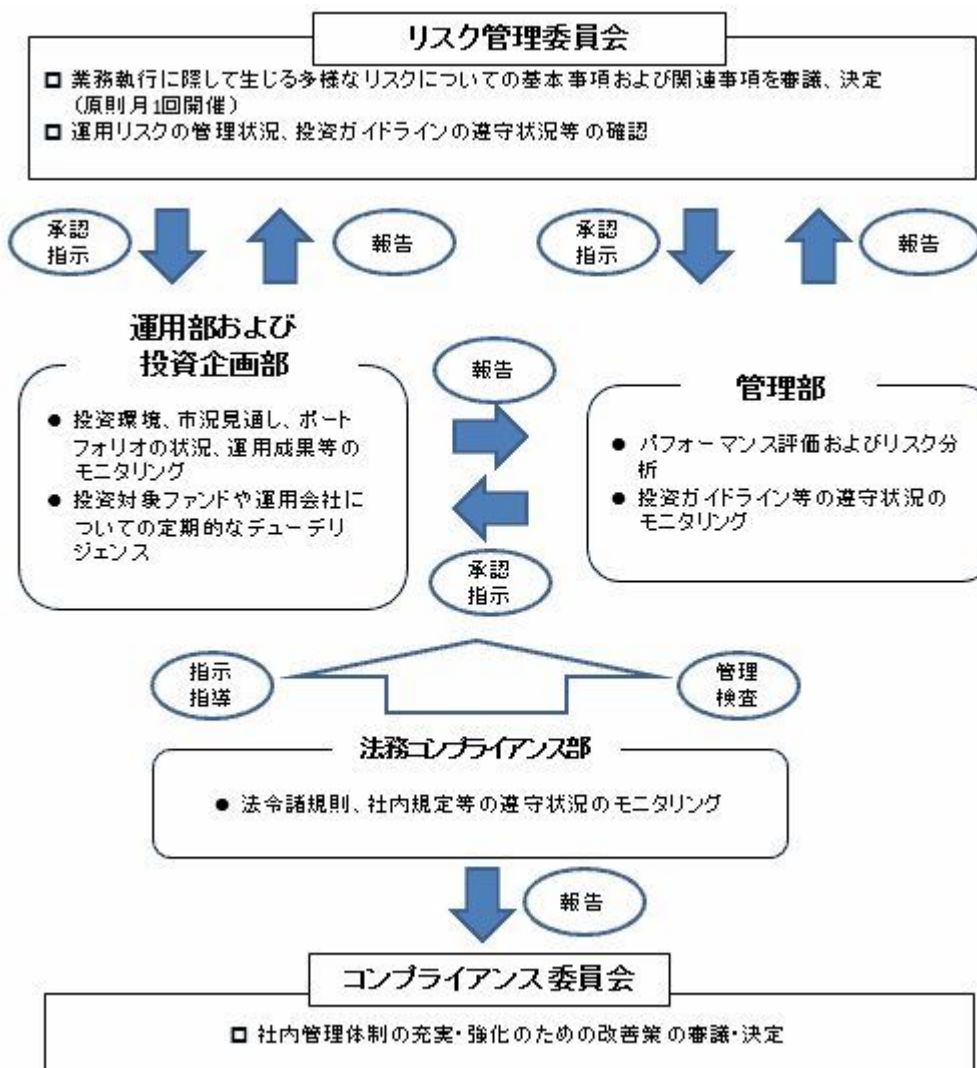 リスク管理委員会
業務執行に際して生じる多様なリスクについての基本事項および関連事項を審議、決定
(原則月1回開催)
運用リスクの管理状況、投資ガイドラインの遵守状況等の確認
承認
指示
報告
承認
指示
報告
運用部および
投資企画部
投資環境、市況見通し、ポート
フォリオの状況、運用成果等の
モニタリング
投資対象ファンドや運用会社に
ついての定期的なデューデリ
ジェンス
報告
承認
指示
管理部
パフォーマンス評価およびリスク分
析
投資ガイドライン等の遵守状況の
モニタリング
指示
指導
管理
検査
法務コンプライアンス部
法令諸規則、社内規定等の遵守状況のモニタリング
報告
コンプライアンス委員会
社内管理体制の充実・強化のための改善策の審議・決定